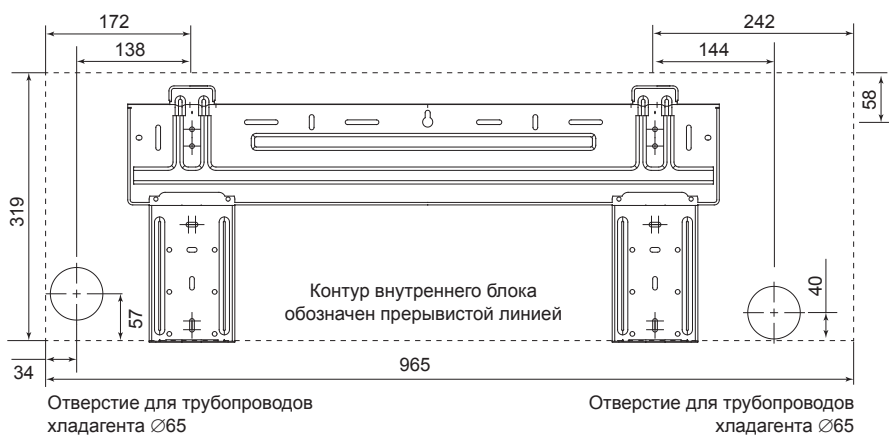 172
242
138
144
58
319
Контур внутреннего блока
обозначен прерывистой линией
57
40
34
965
Отверстие для трубопроводов
хладагента ∅65
Отверстие для трубопроводов
хладагента ∅65